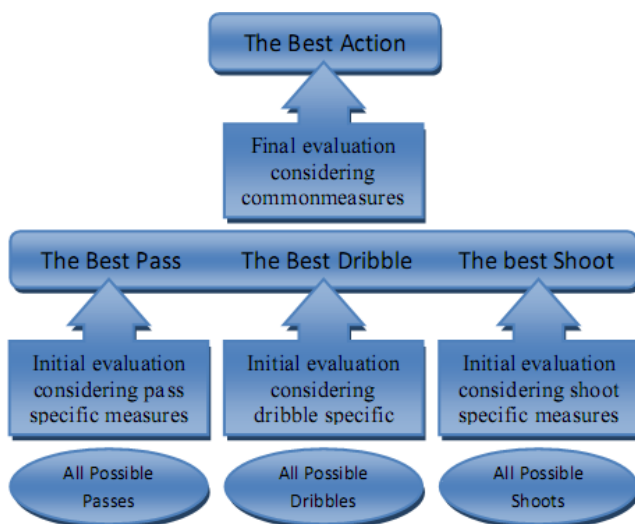 The Best Action
Final evaluation
considering
commonmeasures
The Best Pass
The Best Dribble
The best Shoot
Initial evaluation
considering pass
specific measures
Initial evaluation
considering
dribble specific
Initial evaluation
considering shoot
specific measures
All Possible
Passes
All Possible
Dribbles
All Possible
Shoots